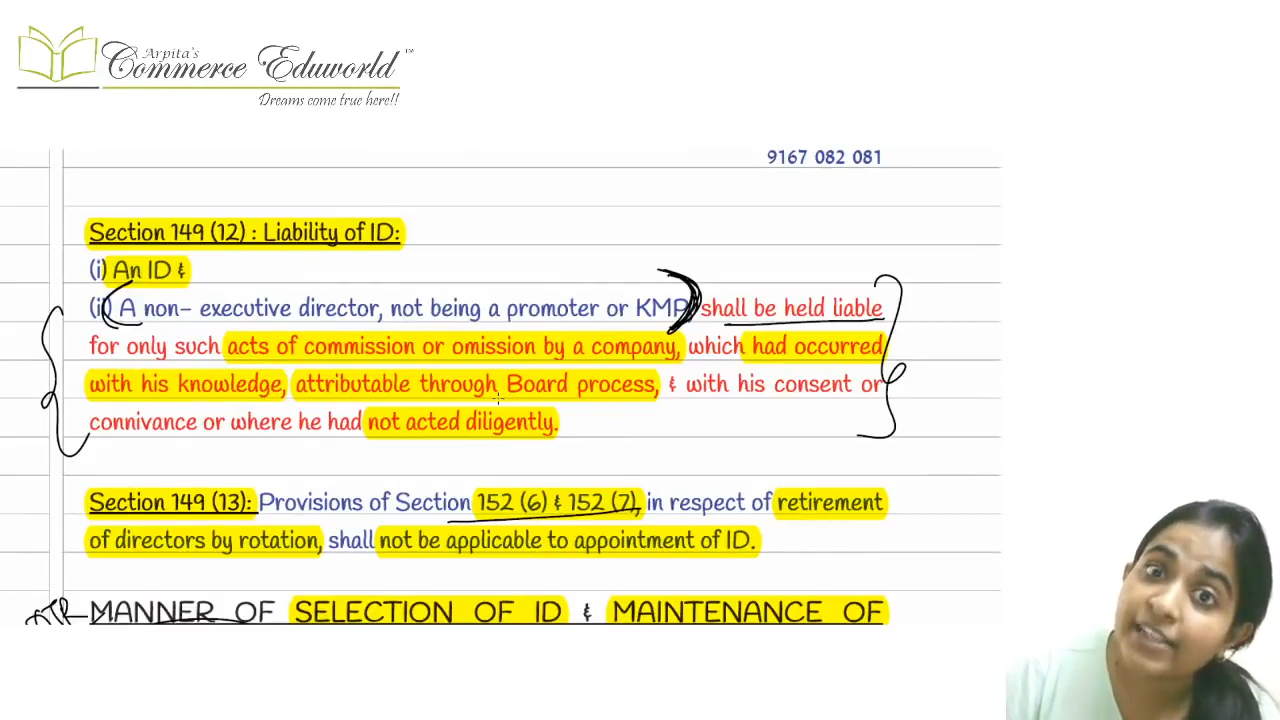 Arpita's
Commerce Eduworld™
Dreams come true here!!
9167 082 081
Section 149 (12) : Liability of ID:
(i) An ID &
(ii) A non- executive director, not being a promoter or KMP, shall be held liable
for only such acts of commission or omission by a company, which had occurred
with his knowledge, attributable through Board process, & with his consent or
connivance or where he had not acted diligently.
Section 149 (13): Provisions of Section 152 (6) & 152 (7), in respect of retirement
of directors by rotation, shall not be applicable to appointment of ID.
MANNER OF SELECTION OF ID & MAINTENANCE OF